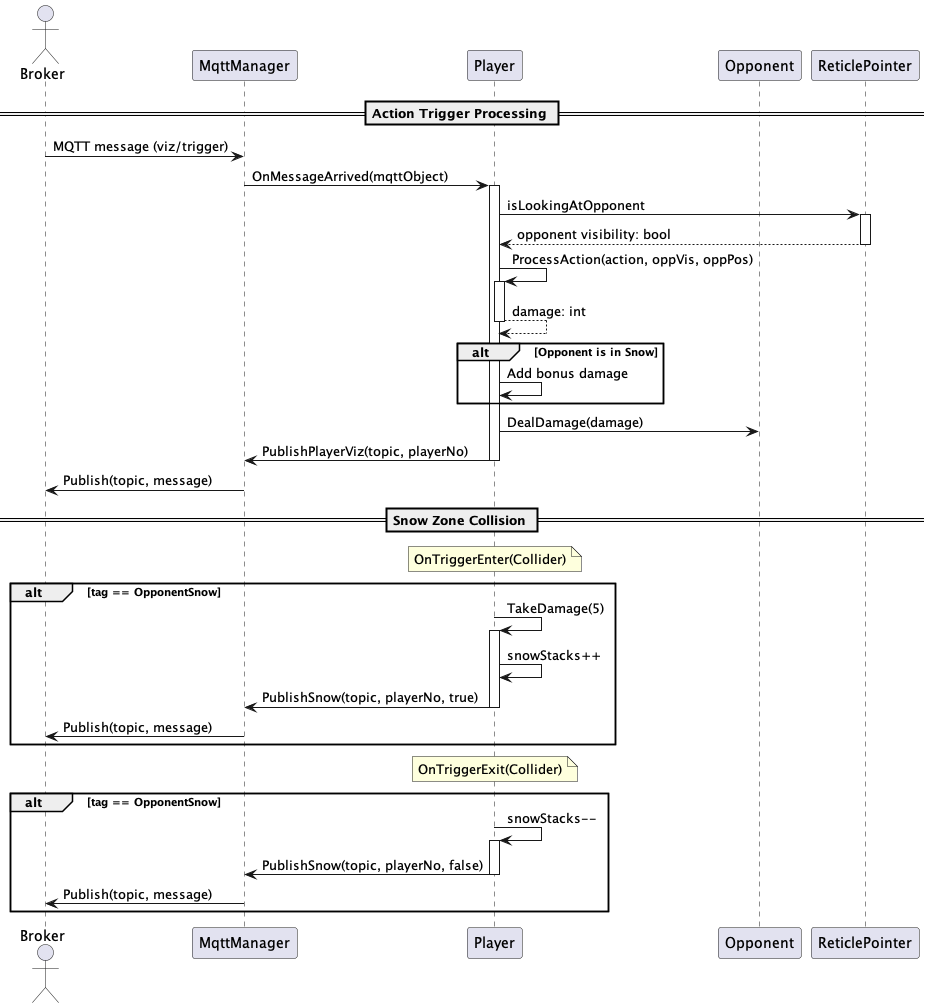 Broker
MqttManager
Player
Opponent
ReticlePointer
Action Trigger Processing
MQTT message (viz/trigger)
OnMessageArrived(mqttObject)
isLookingAtOpponent
opponent visibility: bool
ProcessAction(action, oppVis, oppPos)
damage: int
alt
[Opponent is in Snow]
Add bonus damage
DealDamage(damage)
PublishPlayerViz(topic, playerNo)
Publish(topic, message)
Snow Zone Collision
OnTriggerEnter(Collider)
alt
[tag == OpponentSnow]
TakeDamage(5)
snowStacks++
PublishSnow(topic, playerNo, true)
Publish(topic, message)
OnTriggerExit(Collider)
alt
[tag == OpponentSnow]
snowStacks--
PublishSnow(topic, playerNo, false)
Publish(topic, message)
Broker
MqttManager
Player
Opponent
ReticlePointer